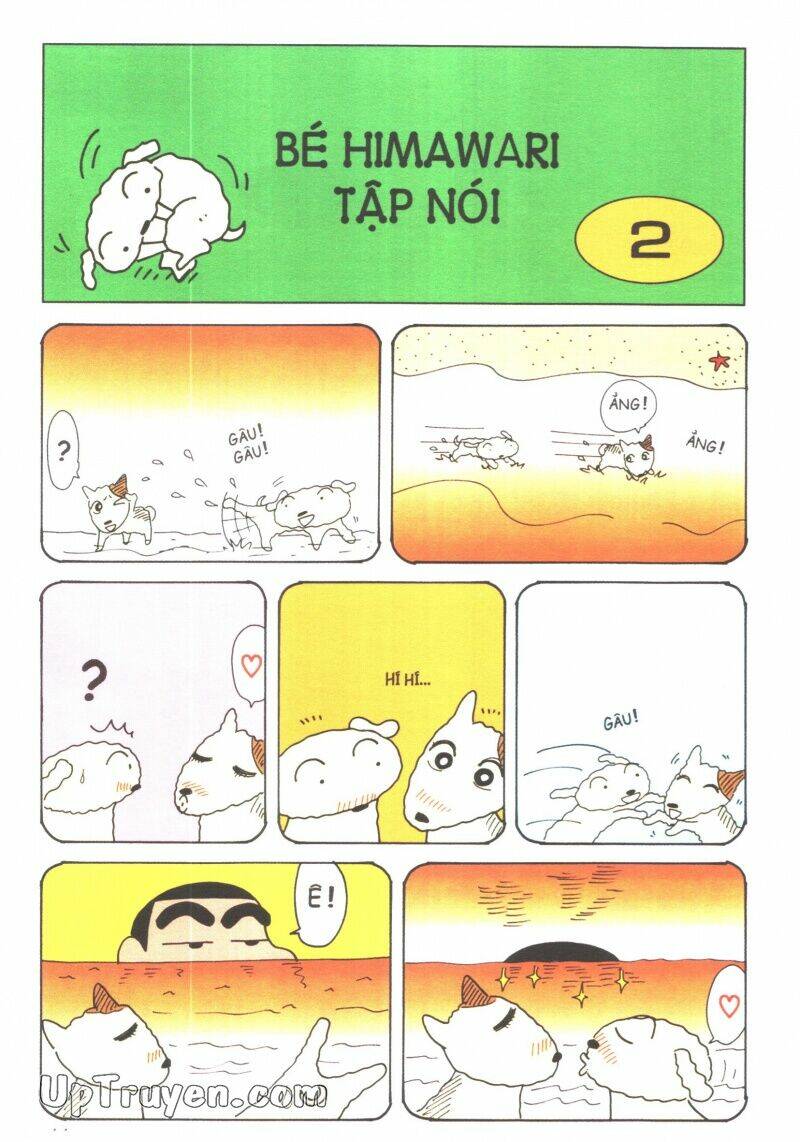 BÉ HIMAWARI
TẬP NÓI
2
?
GÂU!
GÂU!
ẲNG!
ẲNG!
?
HÍ HÍ...
GÂU!
Ê!
UpTruyen.com